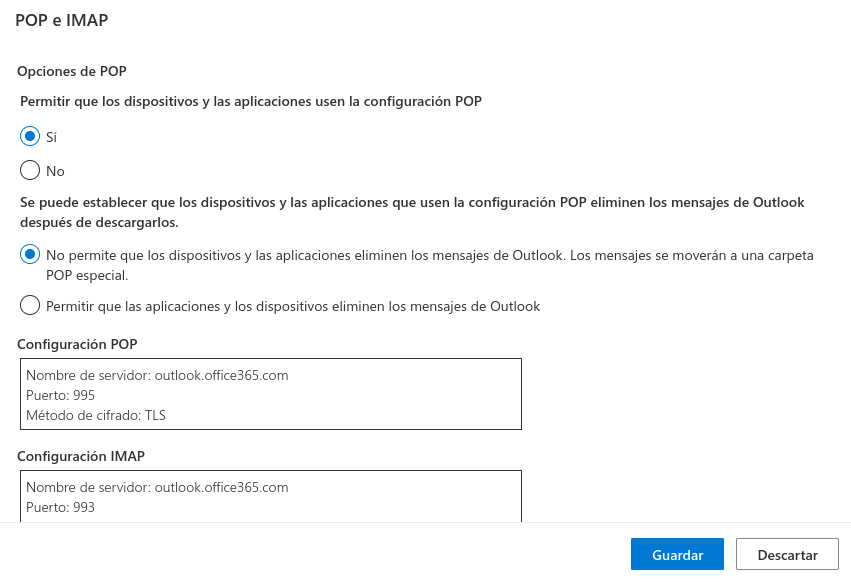 POP e IMAP
Opciones de POP
Permitir que los dispositivos y las aplicaciones usen la configuración POP
Sí
No
Se puede establecer que los dispositivos y las aplicaciones que usen la configuración POP eliminen los mensajes de Outlook
después de descargarlos.
No permite que los dispositivos y las aplicaciones eliminen los mensajes de Outlook. Los mensajes se moverán a una carpeta
POP especial.
Permitir que las aplicaciones y los dispositivos eliminen los mensajes de Outlook
Configuración POP
Nombre de servidor: outlook.office365.com
Puerto: 995
Método de cifrado: TLS
Configuración IMAP
Nombre de servidor: outlook.office365.com
Puerto: 993
Guardar
Descartar